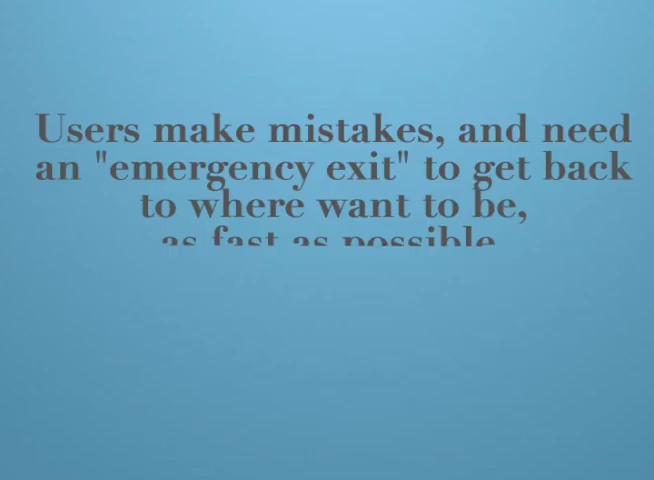 Users make mistakes, and need
an "emergency exit" to get back
to where want to be,
as fast as possible